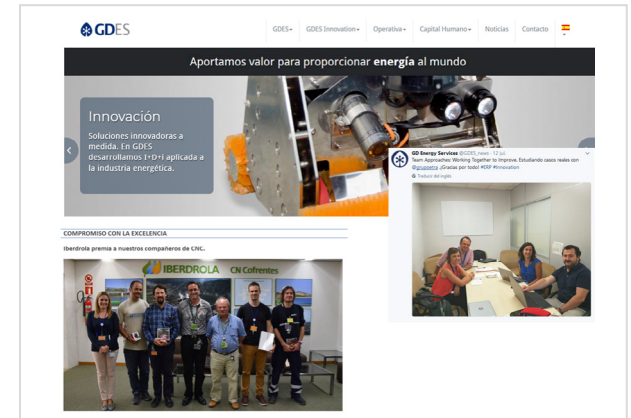 GDES
GDES
GDES Innovation
Operativa
Capital Humano
Noticias
Contacto
Aportamos valor para proporcionar energía al mundo
Innovación
Soluciones innovadoras a
medida. En GDES
desarrollamos I+D+i aplicada a
la industria energética.
GD Energy Services @GDES_news · 12 jul.
Team Approaches: Working Together to Improve. Estudiando casos reales con
@grupoetra ¡Gracias por todo! #ERP #Innovation
Traducir del inglés
COMPROMISO CON LA EXCELENCIA
Iberdrola premia a nuestros compañeros de CNC.
IBERDROLA CN Cofrentes